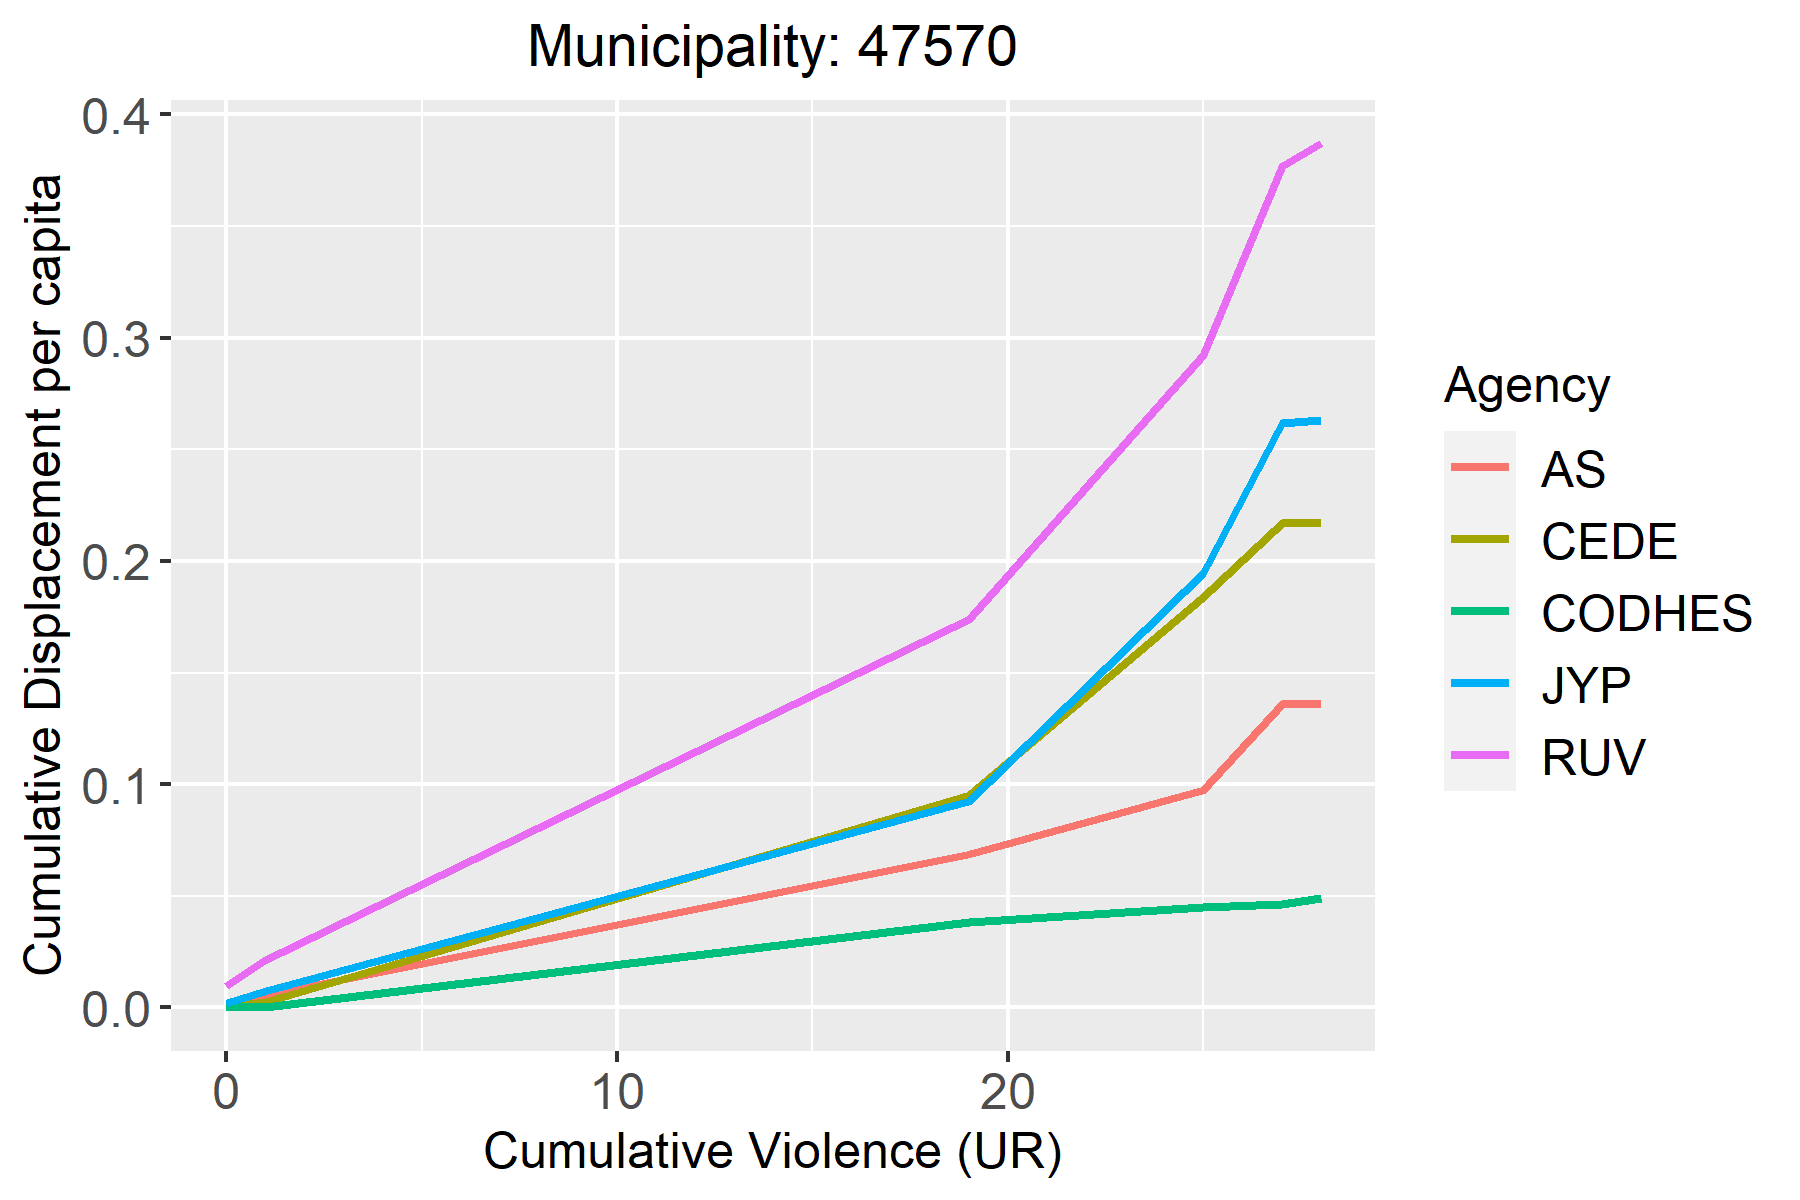 Municipality: 47570
Cumulative Displacement per capita
0.4
0.3
0.2
0.1
0.0
0
10
20
Cumulative Violence (UR)
Agency
AS
CEDE
CODHES
JYP
RUV